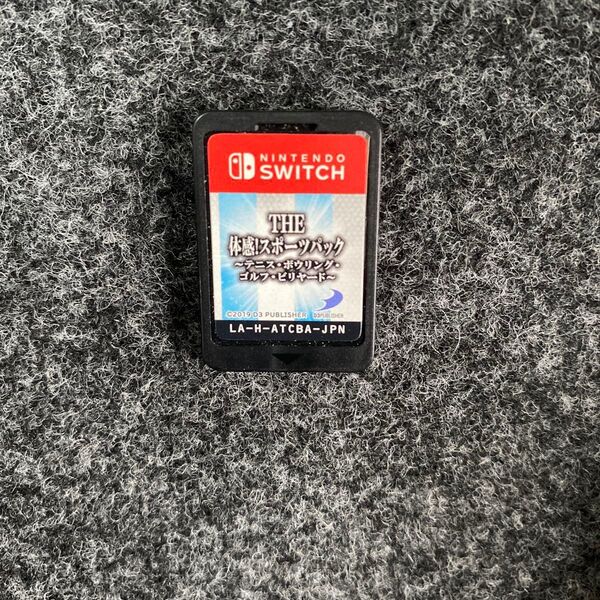 NINTENDO
SWITCH
THE
体感!スポーツパック
～テニス・ボウリング・
ゴルフ・ビリヤード～
©2019 D3 PUBLISHER D3PUBLISHER
LA-H-ATCBA-JPN